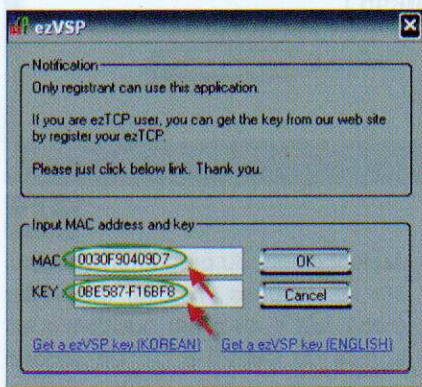 ezVSP
Notification
Only registrant can use this application.
If you are ezTCP user, you can get the key from our web site
by register your ezTCP.
Please just click below link. Thank you.
Input MAC address and key
MAC : 0030F90409D7
OK
KEY : 0BE587-F16BF8
Cancel
Get a ezVSP key (KOREAN)
Get a ezVSP key (ENGLISH)